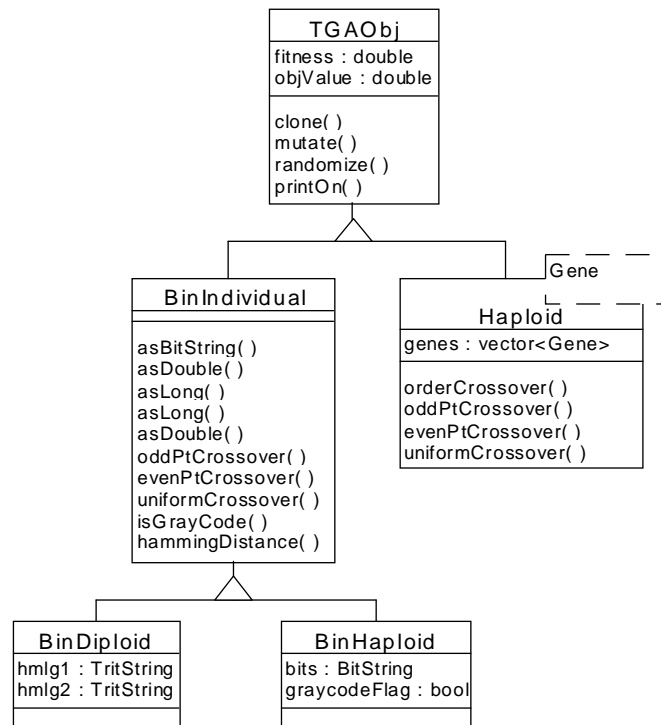 TGAObj
fitness : double
objValue : double
clone( )
mutate( )
randomize( )
printOn( )
BinIndividual
asBitString( )
asDouble( )
asLong( )
asLong( )
asDouble( )
oddPtCrossover( )
evenPtCrossover( )
uniformCrossover( )
isGrayCode( )
hammingDistance( )
Gene
Haploid
genes : vector<Gene>
orderCrossover( )
oddPtCrossover( )
evenPtCrossover( )
uniformCrossover( )
BinDiploid
hmlg1 : TritString
hmlg2 : TritString
BinHaploid
bits : BitString
graycodeFlag : bool